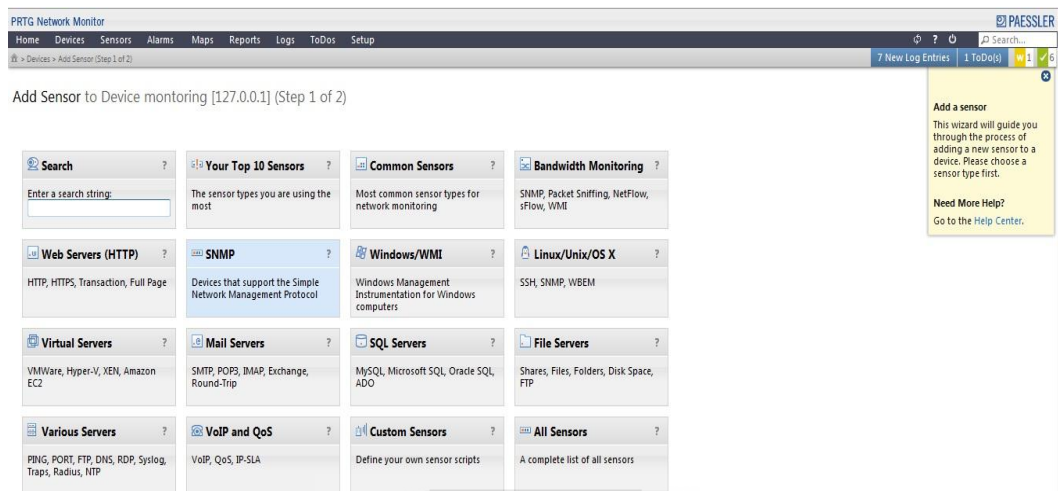 PRTG Network Monitor
PAESSLER
Home Devices Sensors Alarms Maps Reports Logs ToDos Setup
? Search...
> Devices > Add Sensor (Step 1 of 2)
7 New Log Entries 1 ToDo(s) W 1 6
Add Sensor to Device montoring [127.0.0.1] (Step 1 of 2)
Add a sensor
This wizard will guide you
through the process of
adding a new sensor to a
device. Please choose a
sensor type first.
Need More Help?
Go to the Help Center.
Search ?
Enter a search string:
Your Top 10 Sensors ?
The sensor types you are using the
most
Common Sensors ?
Most common sensor types for
network monitoring
Bandwidth Monitoring ?
SNMP, Packet Sniffing, NetFlow,
sFlow, WMI
Web Servers (HTTP) ?
HTTP, HTTPS, Transaction, Full Page
SNMP ?
Devices that support the Simple
Network Management Protocol
Windows/WMI ?
Windows Management
Instrumentation for Windows
computers
Linux/Unix/OS X ?
SSH, SNMP, WBEM
Virtual Servers ?
VMWare, Hyper-V, XEN, Amazon
EC2
Mail Servers ?
SMTP, POP3, IMAP, Exchange,
Round-Trip
SQL Servers ?
MySQL, Microsoft SQL, Oracle SQL,
ADO
File Servers ?
Shares, Files, Folders, Disk Space,
FTP
Various Servers ?
PING, PORT, FTP, DNS, RDP, Syslog,
Traps, Radius, NTP
VoIP and QoS ?
VoIP, QoS, IP-SLA
Custom Sensors ?
Define your own sensor scripts
All Sensors ?
A complete list of all sensors